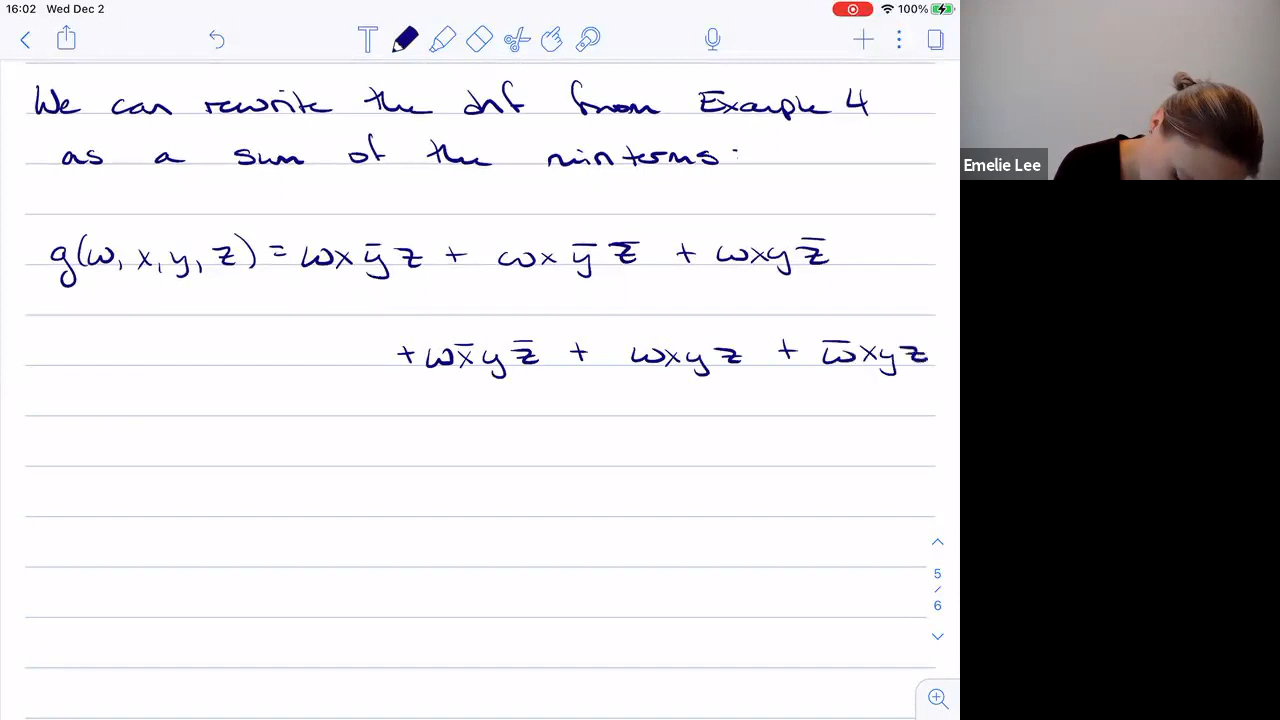 16:02 Wed Dec 2 100%
T
We can rewrite the dnf from Example 4
as a sum of the minterms:
g(w, x, y, z) = wxȳz + wxȳz̄ + wxyz̄
+ wx̄yz̄ + wxyz + w̄xyz
Emelie Lee
5
/
6